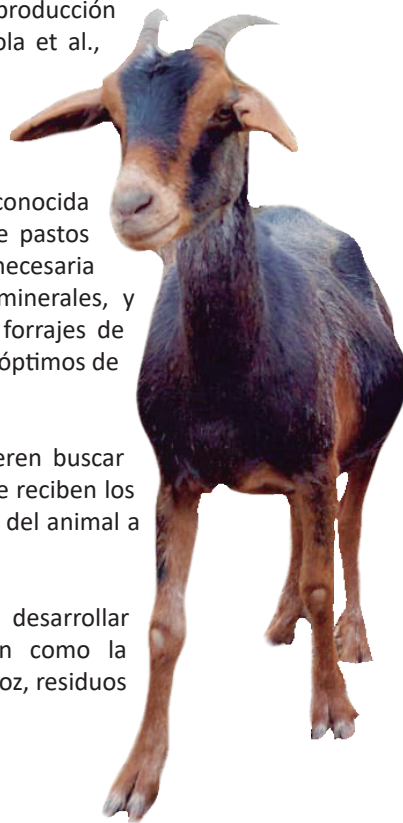 producción
ola et al.,
conocida
e pastos
necesaria
minerales, y
forrajes de
óptimos de
eren buscar
e reciben los
del animal a
desarrollar
n como la
oz, residuos